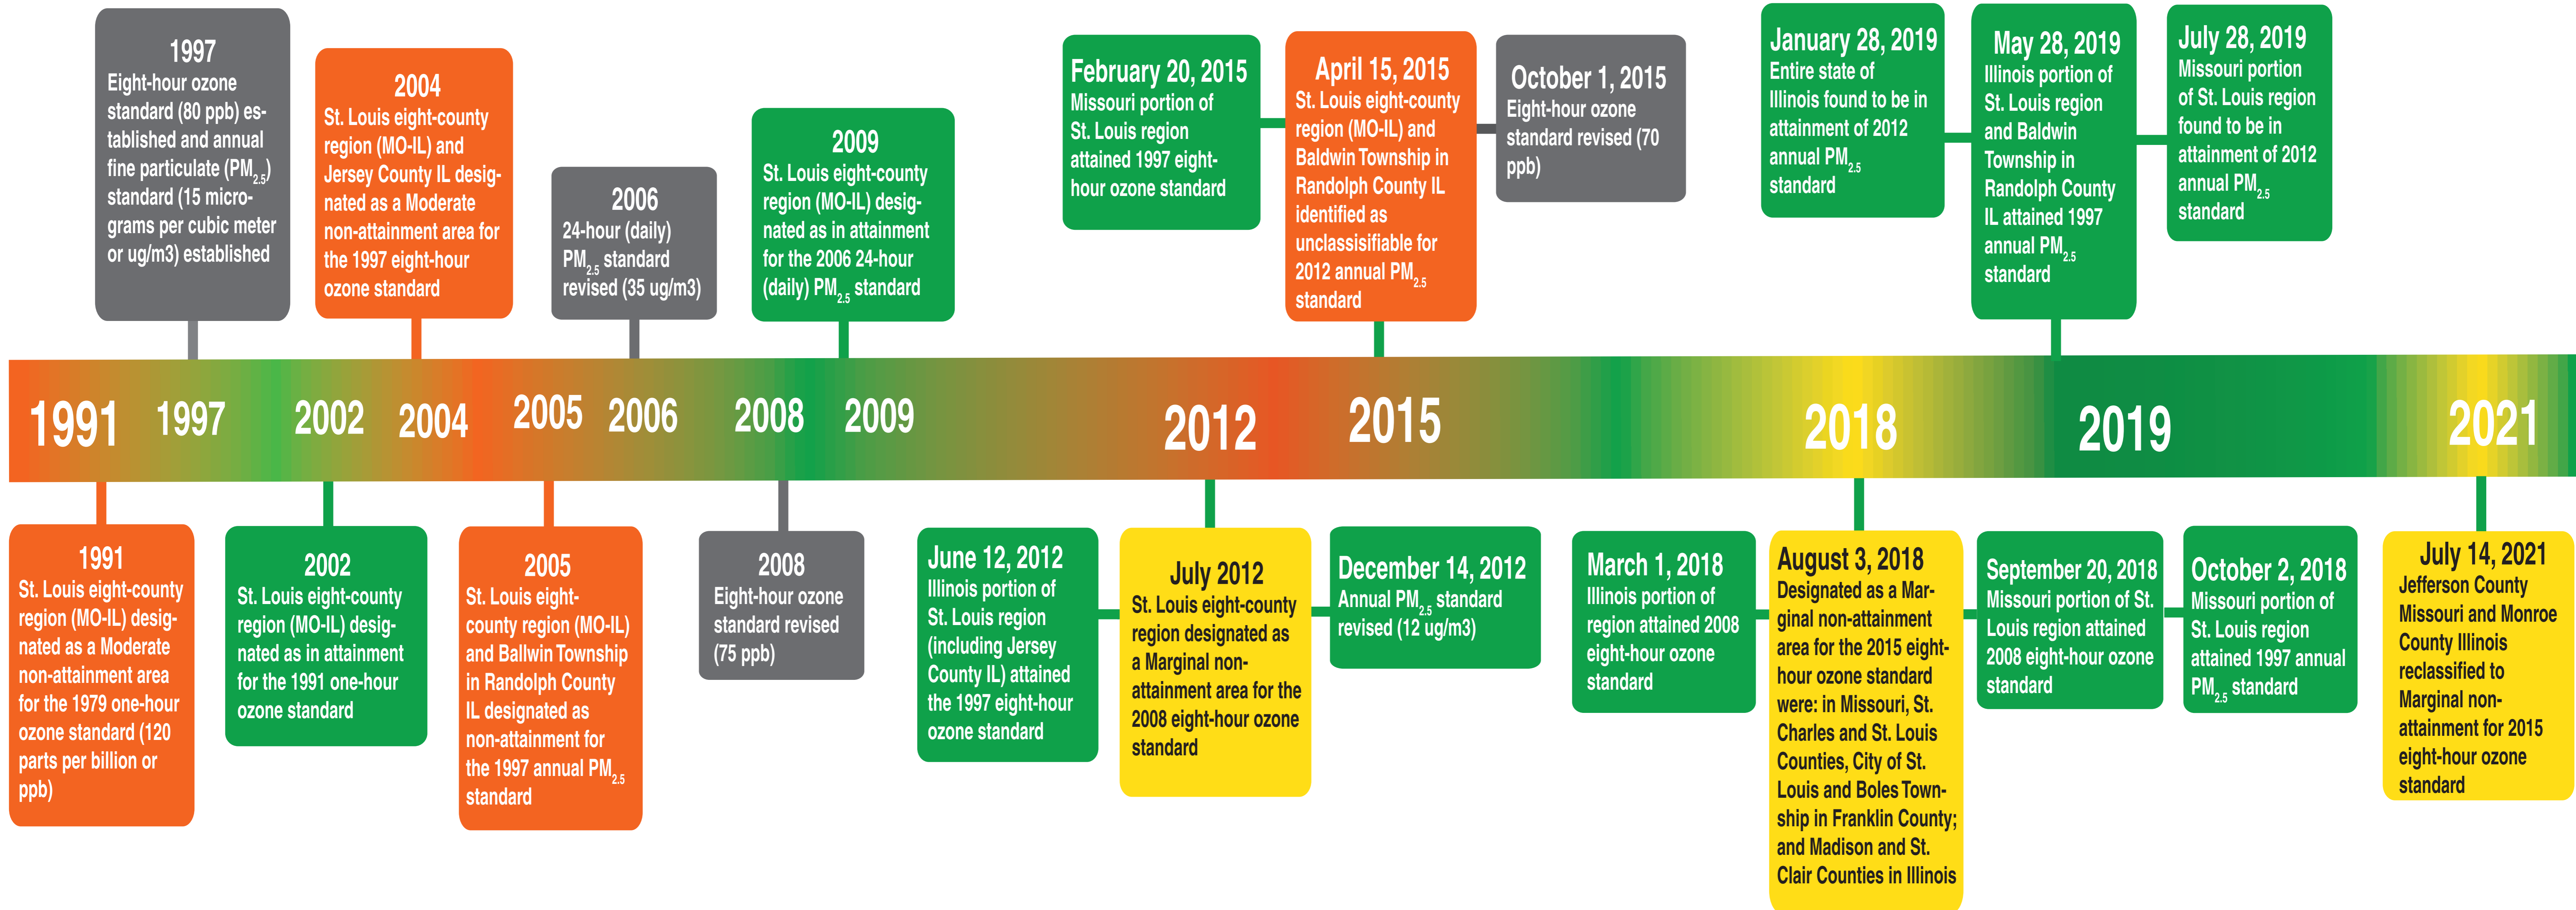 1997
Eight-hour ozone
standard (80 ppb) es-
tablished and annual
fine particulate (PM2.5)
standard (15 micro-
grams per cubic meter
or ug/m3) established
2004
St. Louis eight-county
region (MO-IL) and
Jersey County IL desig-
nated as a Moderate
non-attainment area for
the 1997 eight-hour
ozone standard
2006
24-hour (daily)
PM2.5 standard
revised (35 ug/m3)
2009
St. Louis eight-county
region (MO-IL) desig-
nated as in attainment
for the 2006 24-hour
(daily) PM2.5 standard
February 20, 2015
Missouri portion of
St. Louis region
attained 1997 eight-
hour ozone standard
April 15, 2015
St. Louis eight-county
region (MO-IL) and
Baldwin Township in
Randolph County IL
identified as
unclassisifiable for
2012 annual PM2.5
standard
October 1, 2015
Eight-hour ozone
standard revised (70
ppb)
January 28, 2019
Entire state of
Illinois found to be in
attainment of 2012
annual PM2.5
standard
May 28, 2019
Illinois portion of
St. Louis region
and Baldwin
Township in
Randolph County
IL attained 1997
annual PM2.5
standard
July 28, 2019
Missouri portion
of St. Louis region
found to be in
attainment of 2012
annual PM2.5
standard
1991 1997 2002 2004 2005 2006 2008 2009 2012 2015 2018 2019 2021
1991
St. Louis eight-county
region (MO-IL) desig-
nated as a Moderate
non-attainment area
for the 1979 one-hour
ozone standard (120
parts per billion or
ppb)
2002
St. Louis eight-county
region (MO-IL) desig-
nated as in attainment
for the 1991 one-hour
ozone standard
2005
St. Louis eight-
county region (MO-IL)
and Ballwin Township
in Randolph County
IL designated as
non-attainment for
the 1997 annual PM2.5
standard
2008
Eight-hour ozone
standard revised
(75 ppb)
June 12, 2012
Illinois portion of
St. Louis region
(including Jersey
County IL) attained
the 1997 eight-hour
ozone standard
July 2012
St. Louis eight-county
region designated as
a Marginal non-
attainment area for the
2008 eight-hour ozone
standard
December 14, 2012
Annual PM2.5 standard
revised (12 ug/m3)
March 1, 2018
Illinois portion of
region attained 2008
eight-hour ozone
standard
August 3, 2018
Designated as a Mar-
ginal non-attainment
area for the 2015 eight-
hour ozone standard
were: in Missouri, St.
Charles and St. Louis
Counties, City of St.
Louis and Boles Town-
ship in Franklin County;
and Madison and St.
Clair Counties in Illinois
September 20, 2018
Missouri portion of St.
Louis region attained
2008 eight-hour ozone
standard
October 2, 2018
Missouri portion of
St. Louis region
attained 1997 annual
PM2.5 standard
July 14, 2021
Jefferson County
Missouri and Monroe
County Illinois
reclassified to
Marginal non-
attainment for 2015
eight-hour ozone
standard